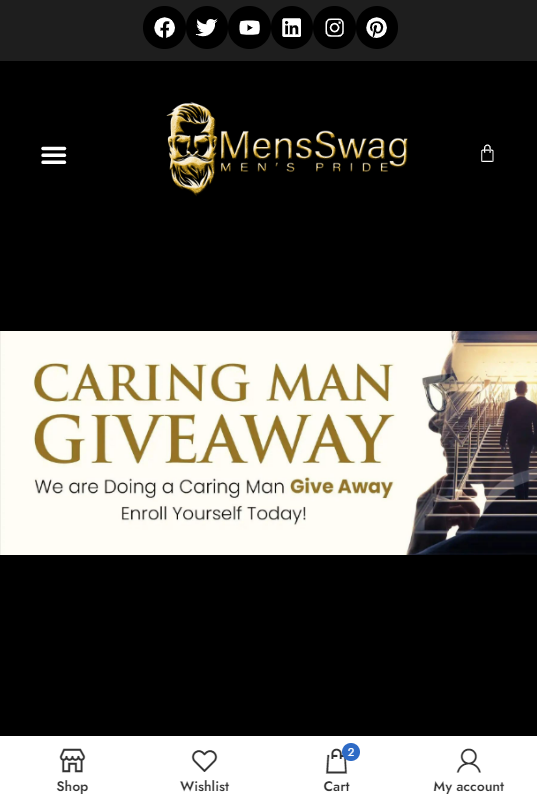 MensSwag
MEN'S PRIDE
CARING MAN
GIVEAWAY
We are Doing a Caring Man Give Away
Enroll Yourself Today!
2
Shop
Wishlist
Cart
My account